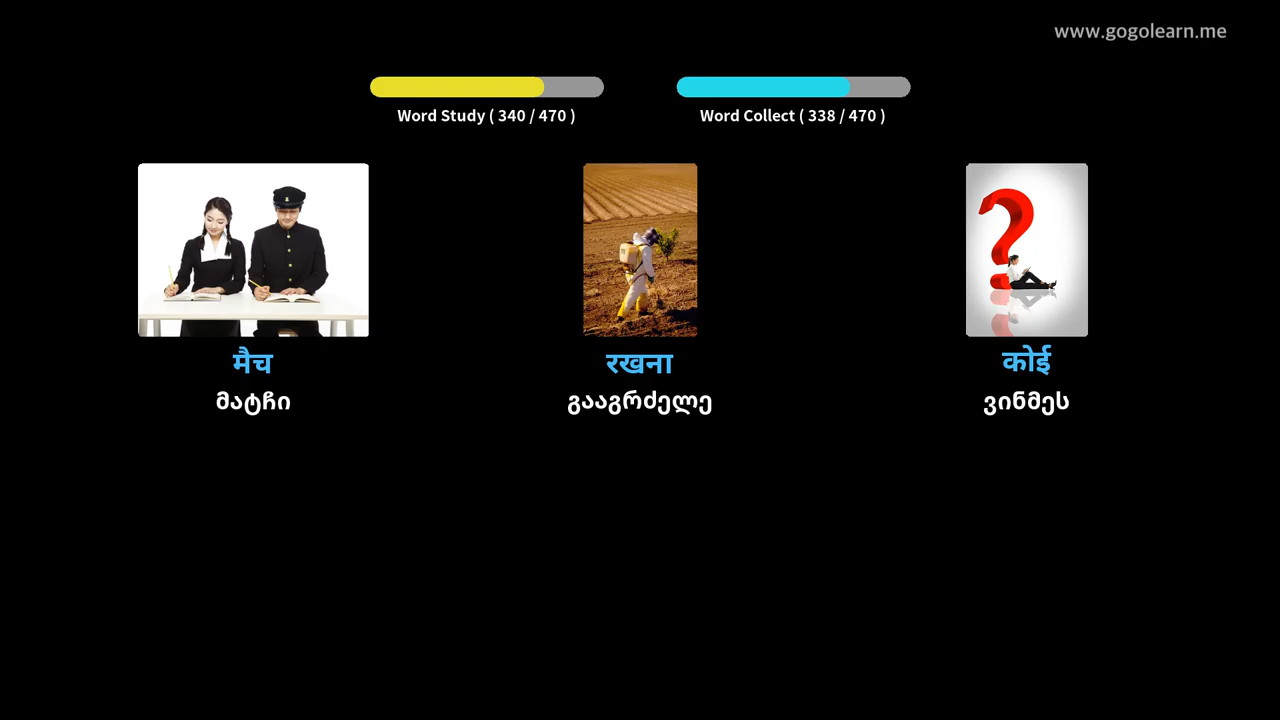 www.gogolearn.me
Word Study ( 340 / 470 )
Word Collect ( 338 / 470 )
मैच
रखना
कोई
მატჩი
გააგრძელე
ვინმეს